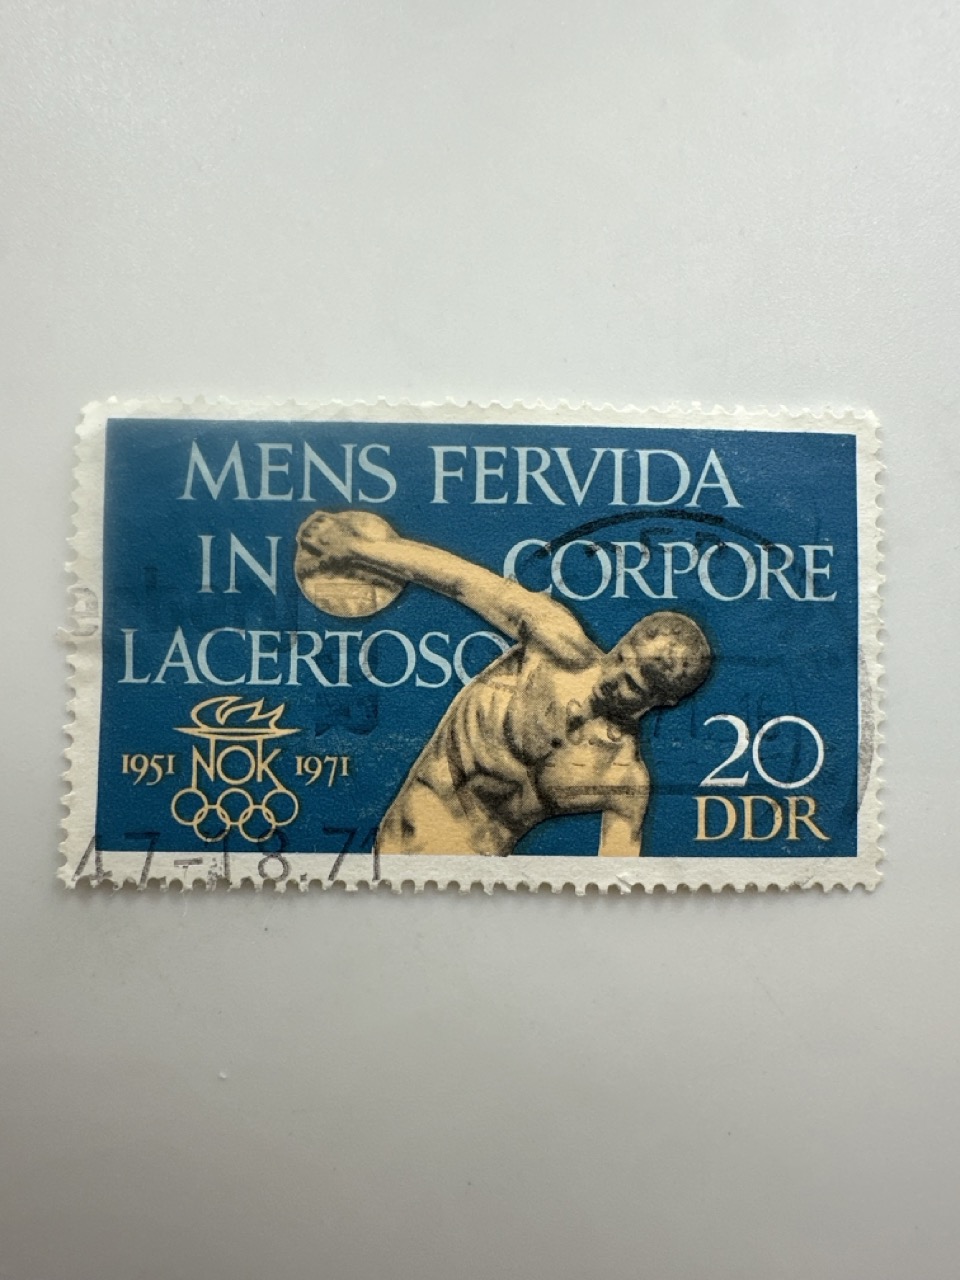 MENS FERVIDA
IN CORPORE
LACERTOSO
1951 NOK 1971
20
DDR